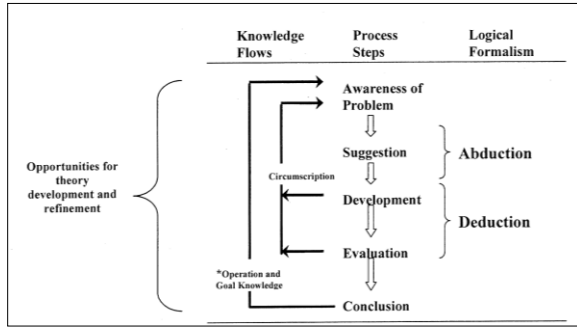 Knowledge
Flows
Process
Steps
Logical
Formalism
Awareness of
Problem
Suggestion
Abduction
Opportunities for
theory
development and
refinement
Circumscription
Development
Deduction
Evaluation
*Operation and
Goal Knowledge
Conclusion